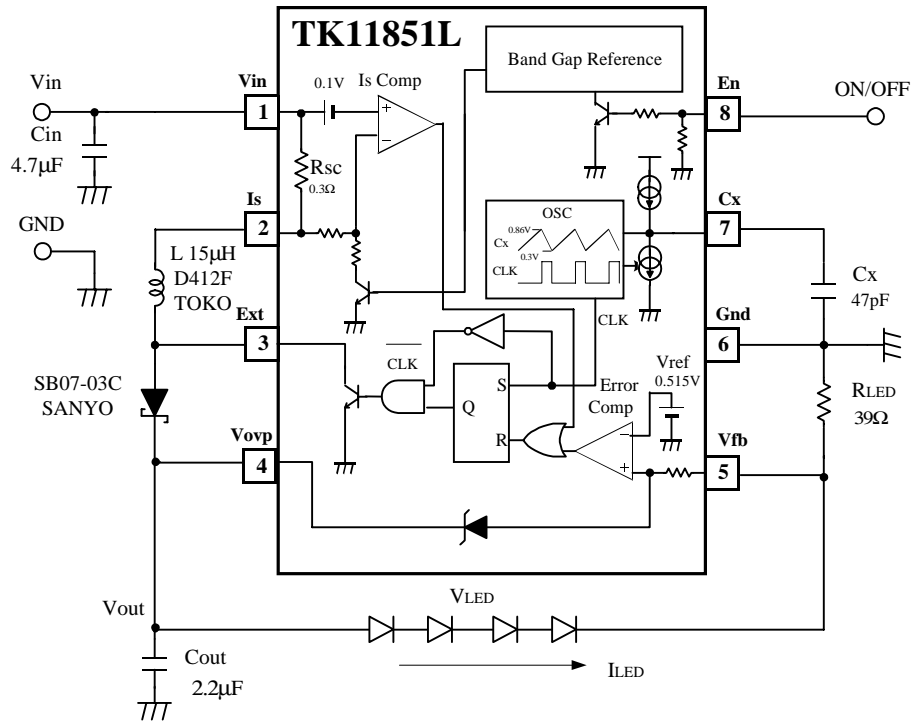 TK11851L
Band Gap Reference
Vin
Vin
1
0.1V
Is Comp
+
−
En
8
ON/OFF
Cin
4.7µF
Rsc
0.3Ω
GND
Is
2
OSC
0.86V
Cx
0.3V
CLK
Cx
7
L 15µH
D412F
TOKO
Cx
47pF
Ext
3
CLK
CLK
Gnd
6
SB07-03C
SANYO
S
Q
R
Error
Comp
Vref
0.515V
−
+
RLED
39Ω
Vovp
4
Vfb
5
Vout
VLED
Cout
2.2µF
ILED